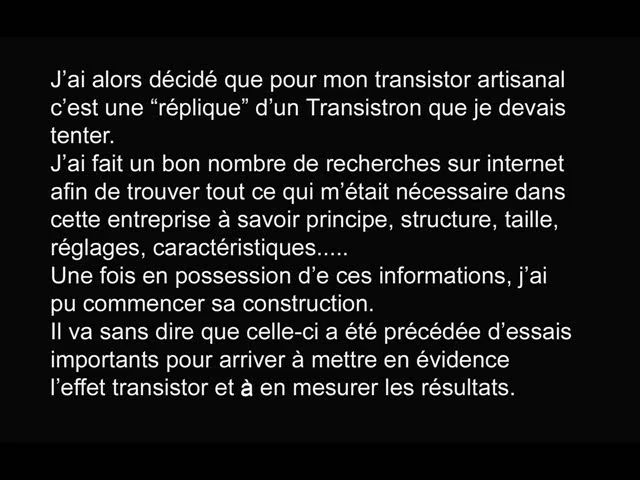 J’ai alors décidé que pour mon transistor artisanal
c’est une “réplique” d’un Transistron que je devais
tenter.
J’ai fait un bon nombre de recherches sur internet
afin de trouver tout ce qui m’était nécessaire dans
cette entreprise à savoir principe, structure, taille,
réglages, caractéristiques.....
Une fois en possession d’e ces informations, j’ai
pu commencer sa construction.
Il va sans dire que celle-ci a été précédée d’essais
importants pour arriver à mettre en évidence
l’effet transistor et à en mesurer les résultats.